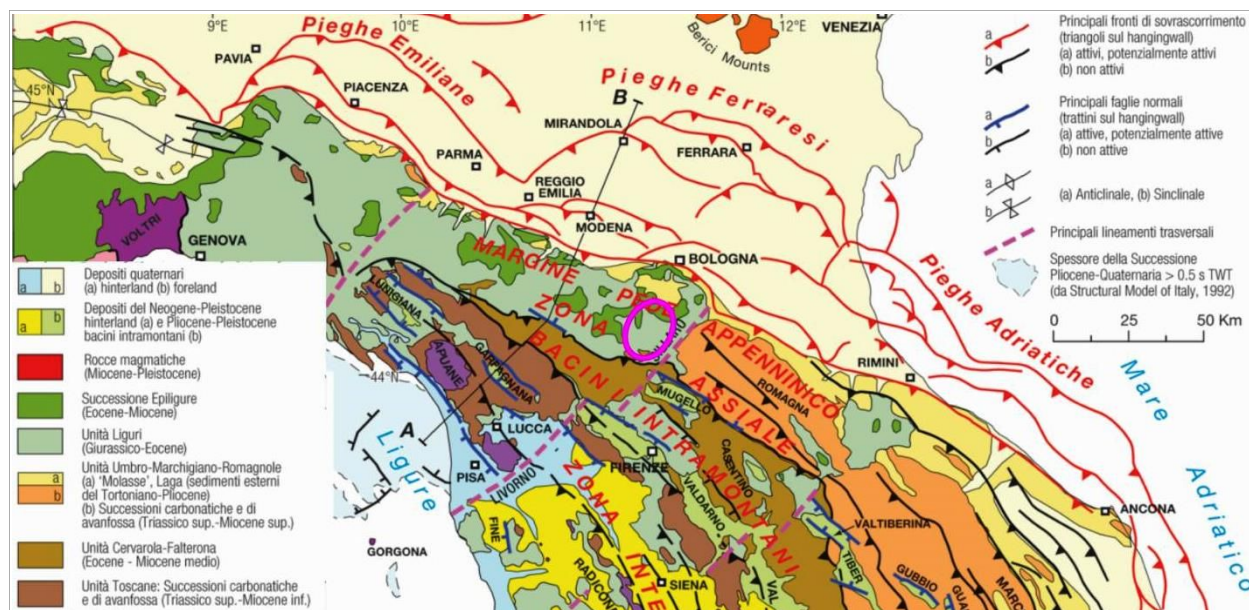 9°E
10°E
11°E
12°E
45°N
44°N
PAVIA
PIACENZA
PARMA
REGGIO
EMILIA
MODENA
MIRANDOLA
FERRARA
BOLOGNA
VENEZIA
Berici Mounts
Pieghe Emiliane
Pieghe Ferraresi
Pieghe Adriatiche
B
A
VOLTRI
GENOVA
MARGINE
APPENNINICO
ZONA
ASSIALE
BACINI INTRAMONTANI
ZONA
INTE
LUNIGIANA
APUANE
GARFAGNANA
LUCCA
PISA
LIVORNO
FINE
GORGONA
MUGELLO
FIRENZE
CASENTINO
VALDARNO
ROMAGNA
RIMINI
ANCONA
VALTIBERINA
TIBER
GUBBIO
SIENA
VAL
Ligure
Mare
Adriatico
0 25 50 Km
a
b
Principali fronti di sovrascorrimento
(triangoli sul hangingwall)
(a) attivi, potenzialmente attivi
(b) non attivi
a
b
Principali faglie normali
(trattini sul hangingwall)
(a) attive, potenzialmente attive
(b) non attive
a
b
(a) Anticlinale, (b) Sinclinale
Principali lineamenti trasversali
Spessore della Successione
Pliocene-Quaternaria > 0.5 s TWT
(da Structural Model of Italy, 1992)
a b
Depositi quaternari
(a) hinterland (b) foreland
a b
Depositi del Neogene-Pleistocene
hinterland (a) e Pliocene-Pleistocene
bacini intramontani (b)
Rocce magmatiche
(Miocene-Pleistocene)
Successione Epiligure
(Eocene-Miocene)
Unità Liguri
(Giurassico-Eocene)
a
b
Unità Umbro-Marchigiano-Romagnole
(a) 'Molasse', Laga (sedimenti esterni
del Tortoniano-Pliocene)
(b) Successioni carbonatiche e di
avanfossa (Triassico sup.-Miocene sup.)
Unità Cervarola-Falterona
(Eocene - Miocene medio)
Unità Toscane: Successioni carbonatiche
e di avanfossa (Triassico sup.-Miocene inf.)